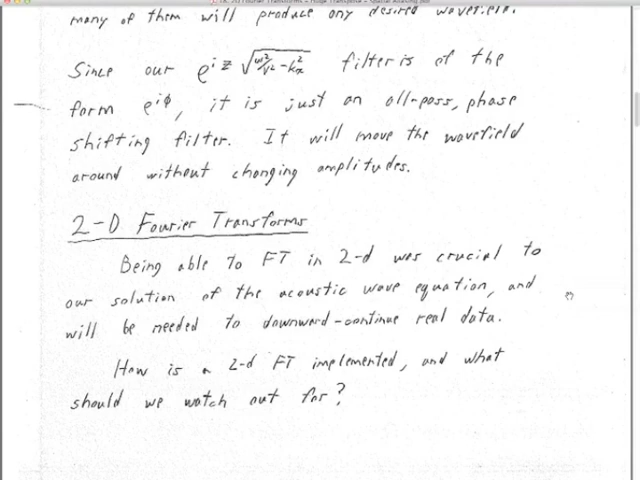 many of them will produce any desired wavefield.
Since our e^{iz√(ω²/v² - kx²)} filter is of the
form e^{iφ}, it is just an all-pass, phase
shifting filter. It will move the wavefield
around without changing amplitudes.
2-D Fourier Transforms
Being able to FT in 2-d was crucial to
our solution of the acoustic wave equation, and
will be needed to downward-continue real data.
How is a 2-d FT implemented, and what
should we watch out for?